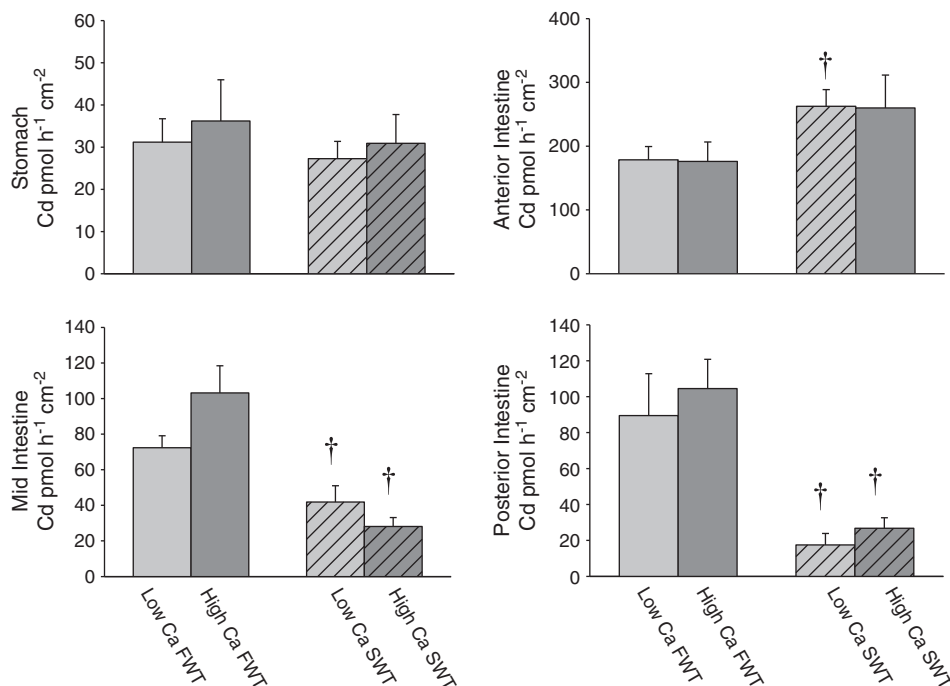 Stomach
Cd pmol h-1 cm-2
60
50
40
30
20
10
0
Anterior Intestine
Cd pmol h-1 cm-2
400
300
200
100
0
†
Mid Intestine
Cd pmol h-1 cm-2
140
120
100
80
60
40
20
0
†
†
Low Ca FWT
High Ca FWT
Low Ca SWT
High Ca SWT
Posterior Intestine
Cd pmol h-1 cm-2
140
120
100
80
60
40
20
0
†
†
Low Ca FWT
High Ca FWT
Low Ca SWT
High Ca SWT